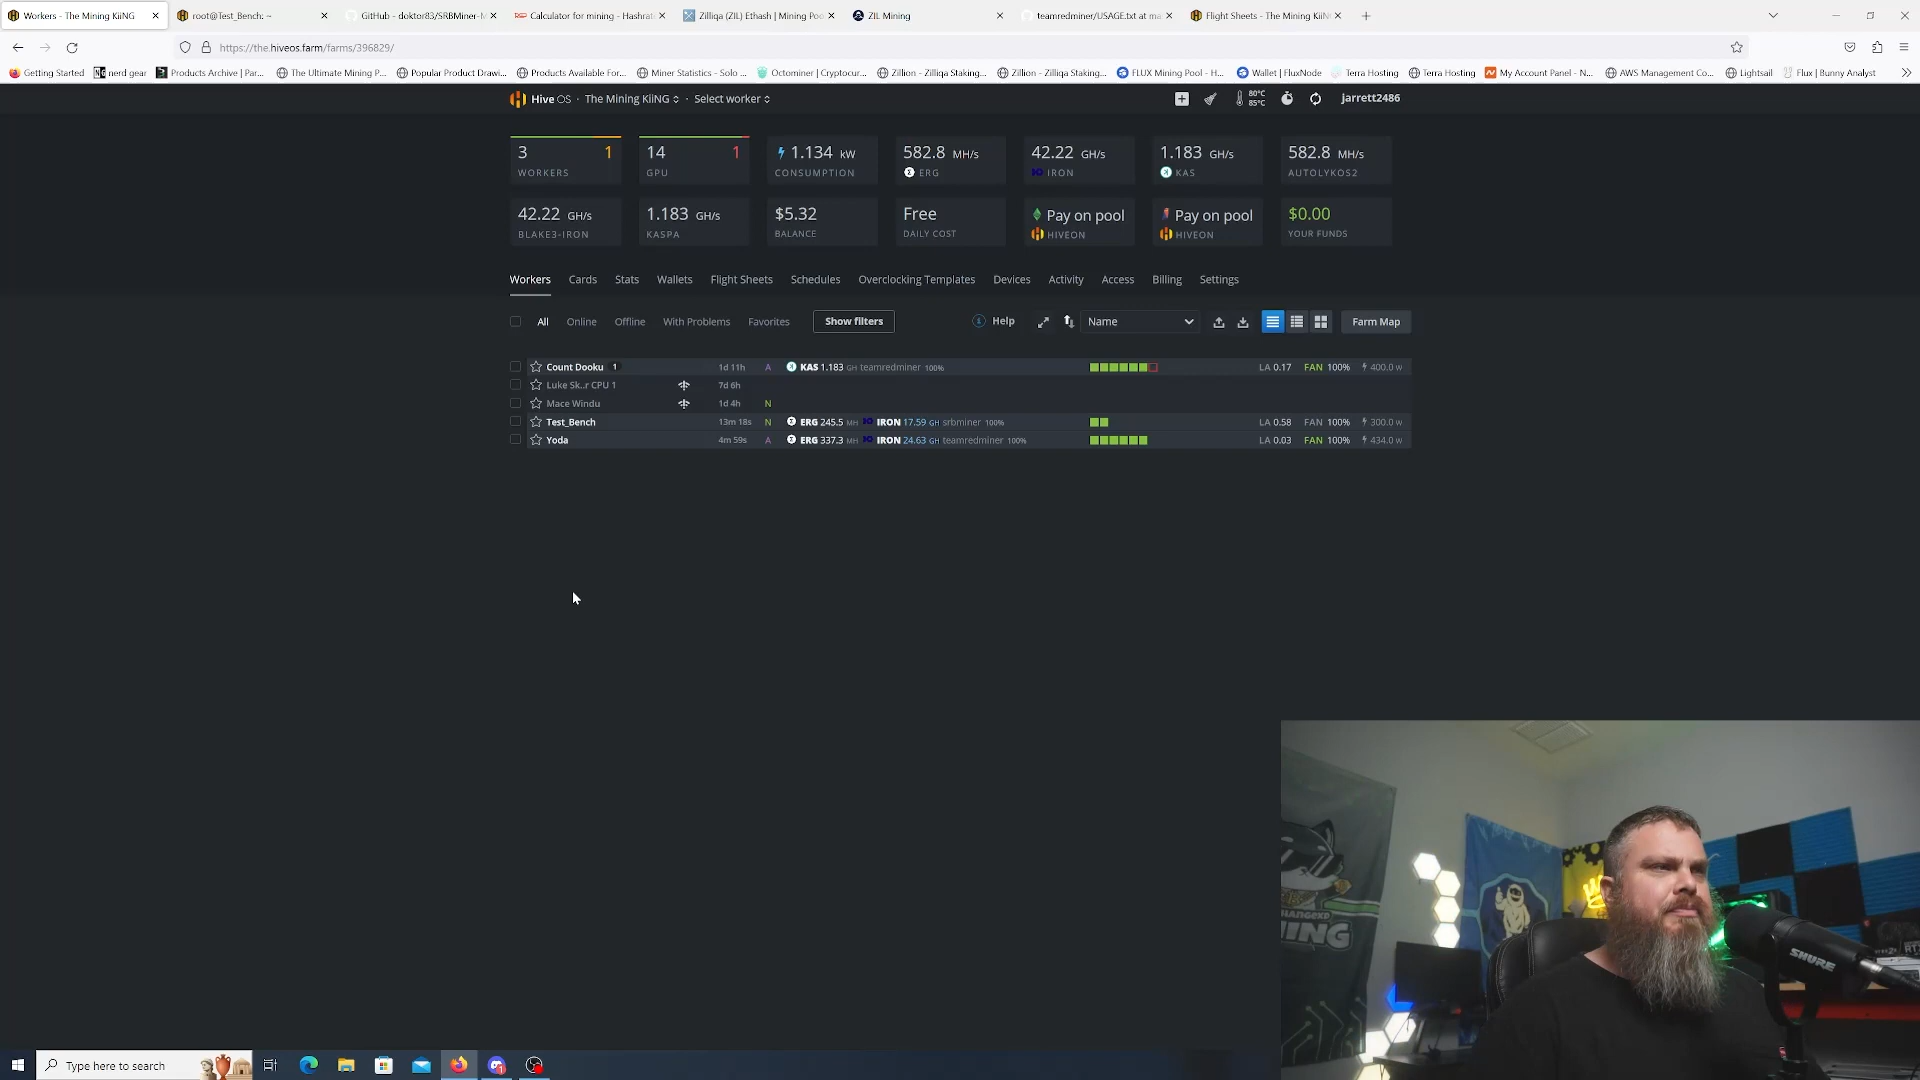 Workers - The Mining KiiNG
root@Test_Bench: ~
GitHub - doktor83/SRBMiner-M
Calculator for mining - Hashrat
Zilliqa (ZIL) Ethash | Mining Poo
ZIL Mining
teamredminer/USAGE.txt at ma
Flight Sheets - The Mining KiiN
https://the.hiveos.farm/farms/396829/
Getting Started
nerd gear
Products Archive | Par...
The Ultimate Mining P...
Popular Product Drawi...
Products Available For...
Miner Statistics - Solo ...
Octominer | Cryptocur...
Zillion - Zilliqa Staking...
Zillion - Zilliqa Staking...
FLUX Mining Pool - H...
Wallet | FluxNode
Terra Hosting
Terra Hosting
My Account Panel - N...
AWS Management Co...
Lightsail
Flux | Bunny Analyst
Hive OS · The Mining KiiNG · Select worker
80°C
85°C
jarrett2486
3 1
WORKERS
14 1
GPU
1.134 kW
CONSUMPTION
582.8 MH/s
ERG
42.22 GH/s
IRON
1.183 GH/s
KAS
582.8 MH/s
AUTOLYKOS2
42.22 GH/s
BLAKE3-IRON
1.183 GH/s
KASPA
$5.32
BALANCE
Free
DAILY COST
Pay on pool
HIVEON
Pay on pool
HIVEON
$0.00
YOUR FUNDS
Workers Cards Stats Wallets Flight Sheets Schedules Overclocking Templates Devices Activity Access Billing Settings
All Online Offline With Problems Favorites Show filters Help Name Farm Map
Count Dooku 1 1d 11h A KAS 1.183 GH teamredminer 100% LA 0.17 FAN 100% 400.0 w
Luke Sk..r CPU 1 7d 6h
Mace Windu 1d 4h N
Test_Bench 13m 18s N ERG 245.5 MH IRON 17.59 GH srbminer 100% LA 0.58 FAN 100% 300.0 w
Yoda 4m 59s A ERG 337.3 MH IRON 24.63 GH teamredminer 100% LA 0.03 FAN 100% 434.0 w
HANGEXP
NING
SHURE
Type here to search